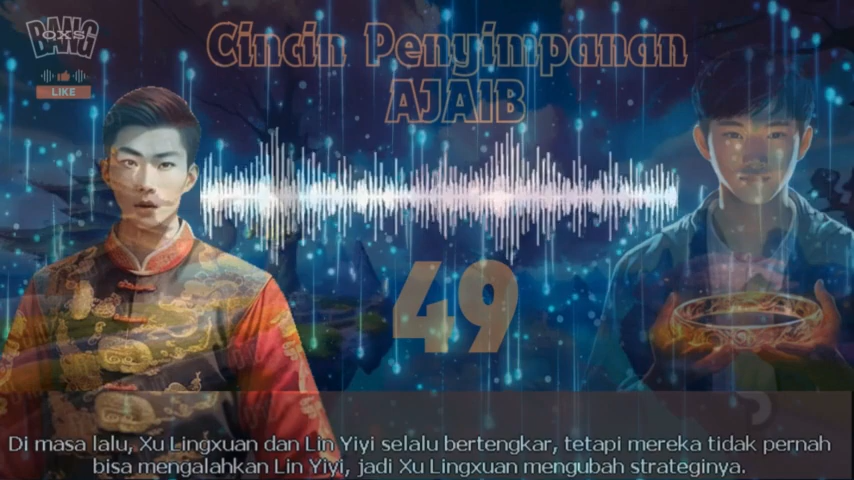 BANG
OXS
LIKE
Cincin Penyimpanan
AJAIB
49
Di masa lalu, Xu Lingxuan dan Lin Yiyi selalu bertengkar, tetapi mereka tidak pernah
bisa mengalahkan Lin Yiyi, jadi Xu Lingxuan mengubah strateginya.